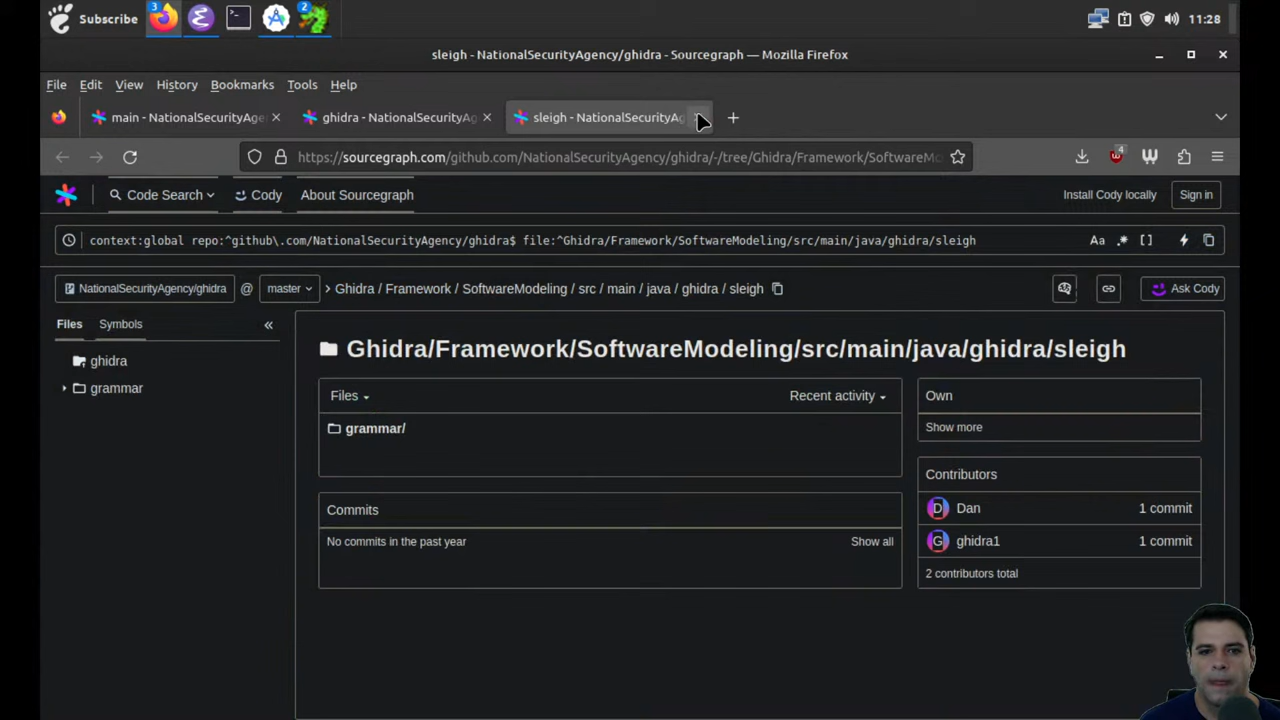 Subscribe 3 2 11:28
sleigh - NationalSecurityAgency/ghidra - Sourcegraph — Mozilla Firefox
File Edit View History Bookmarks Tools Help
main - NationalSecurityAge ghidra - NationalSecurityAg sleigh - NationalSecurityAg
https://sourcegraph.com/github.com/NationalSecurityAgency/ghidra/-/tree/Ghidra/Framework/SoftwareM 4
Code Search Cody About Sourcegraph Install Cody locally Sign in
context:global repo:^github\.com/NationalSecurityAgency/ghidra$ file:^Ghidra/Framework/SoftwareModeling/src/main/java/ghidra/sleigh Aa .* []
NationalSecurityAgency/ghidra @ master > Ghidra / Framework / SoftwareModeling / src / main / java / ghidra / sleigh Ask Cody
Files Symbols «
ghidra
grammar
Ghidra/Framework/SoftwareModeling/src/main/java/ghidra/sleigh
Files Recent activity
grammar/
Commits
No commits in the past year Show all
Own
Show more
Contributors
D Dan 1 commit
G ghidra1 1 commit
2 contributors total